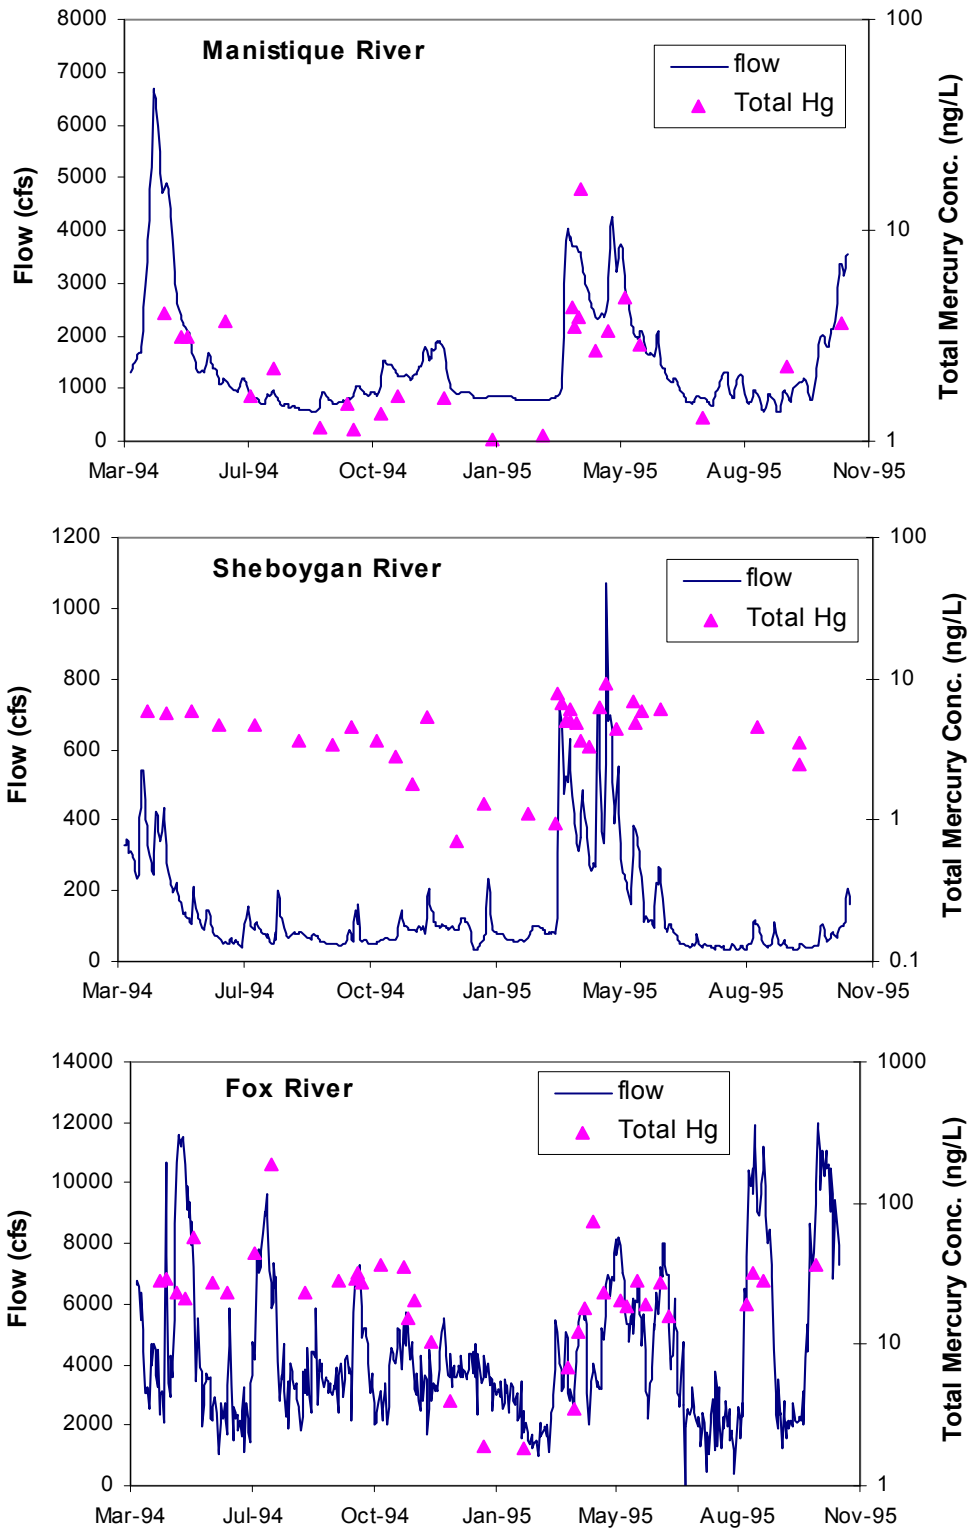 Manistique River
flow
Total Hg
Flow (cfs)
8000
7000
6000
5000
4000
3000
2000
1000
0
Total Mercury Conc. (ng/L)
100
10
1
Mar-94 Jul-94 Oct-94 Jan-95 May-95 Aug-95 Nov-95
Sheboygan River
flow
Total Hg
Flow (cfs)
1200
1000
800
600
400
200
0
Total Mercury Conc. (ng/L)
100
10
1
0.1
Mar-94 Jul-94 Oct-94 Jan-95 May-95 Aug-95 Nov-95
Fox River
flow
Total Hg
Flow (cfs)
14000
12000
10000
8000
6000
4000
2000
0
Total Mercury Conc. (ng/L)
1000
100
10
1
Mar-94 Jul-94 Oct-94 Jan-95 May-95 Aug-95 Nov-95